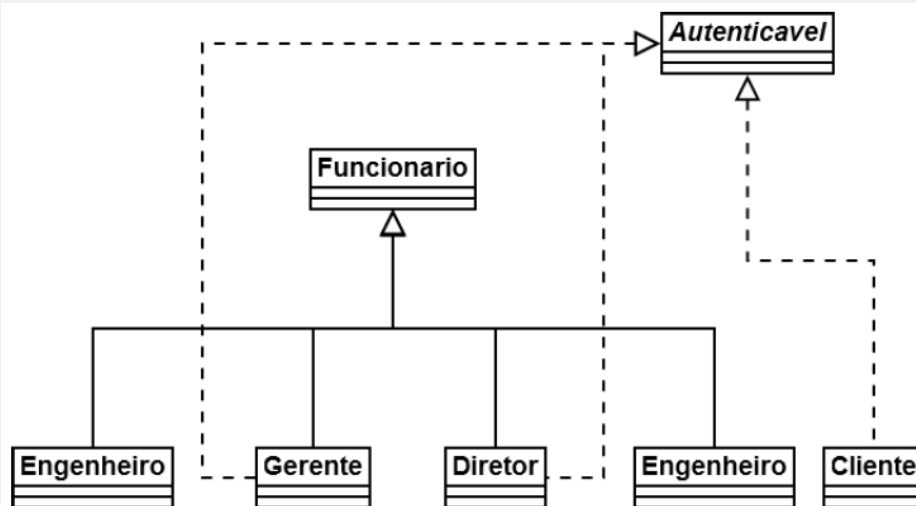 Autenticavel
Funcionario
Engenheiro
Gerente
Diretor
Engenheiro
Cliente